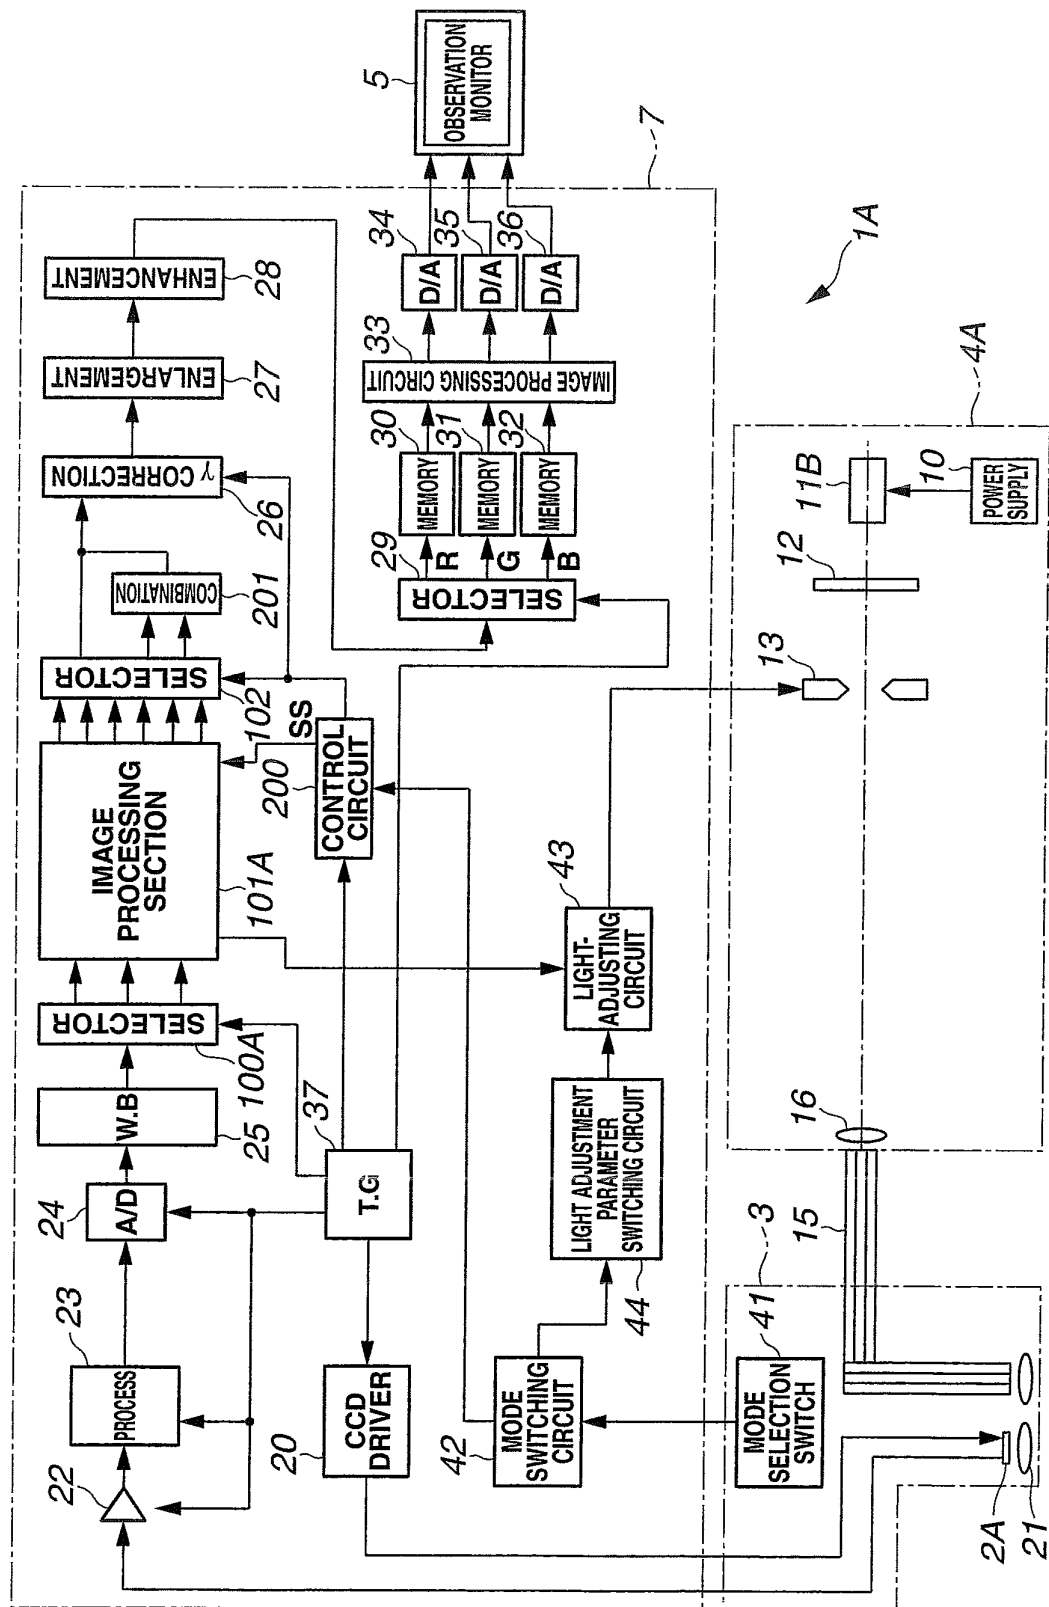 22
23
PROCESS
24
A/D
W.B
25
SELECTOR
100A
IMAGE
PROCESSING
SECTION
101A
SELECTOR
102
COMBINATION
201
γ CORRECTION
26
ENLARGEMENT
27
ENHANCEMENT
28
20
CCD
DRIVER
37
T.G
200
CONTROL
CIRCUIT
SS
29
SELECTOR
R
G
B
30
MEMORY
31
MEMORY
32
MEMORY
33
IMAGE PROCESSING CIRCUIT
34
D/A
35
D/A
36
D/A
5
OBSERVATION
MONITOR
42
MODE
SWITCHING
CIRCUIT
44
LIGHT ADJUSTMENT
PARAMETER
SWITCHING CIRCUIT
43
LIGHT-
ADJUSTING
CIRCUIT
7
41
MODE
SELECTION
SWITCH
3
2A
21
15
16
13
12
11B
10
POWER
SUPPLY
4A
1A